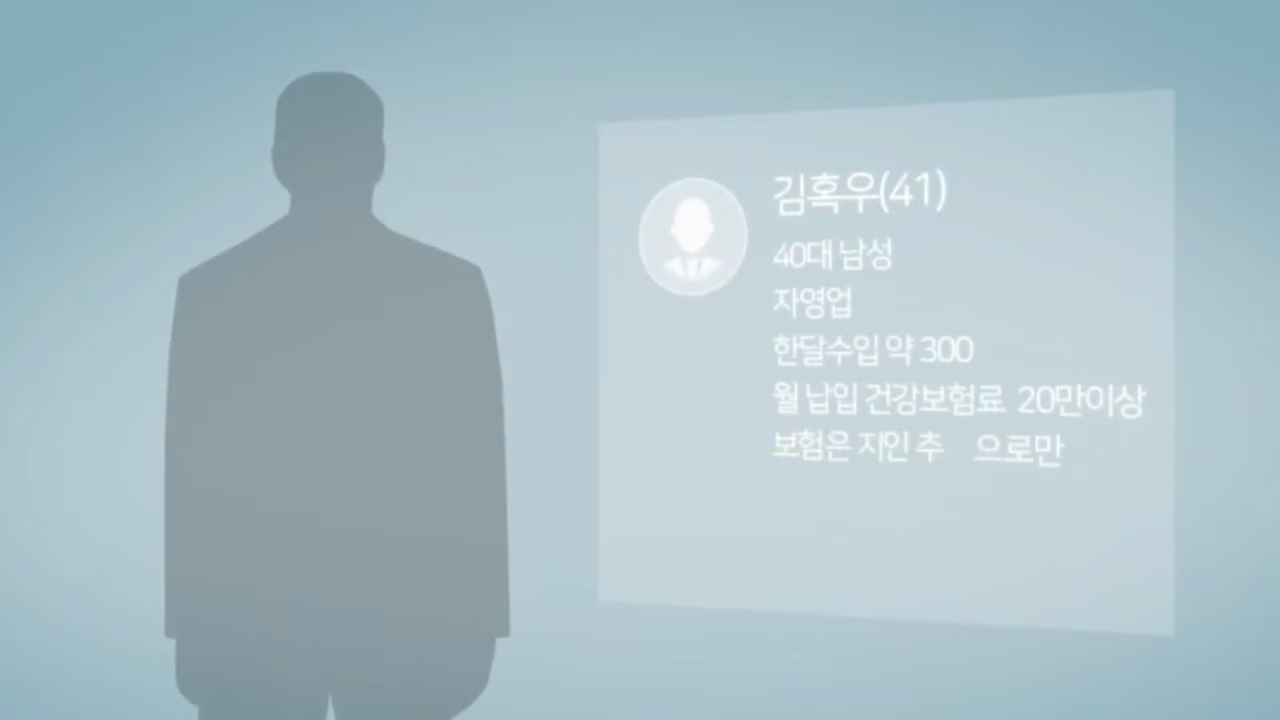 김혹우(41)
40대 남성
자영업
한달수입 약 300
월 납입 건강보험료 20만이상
보험은 지인 추 으로만